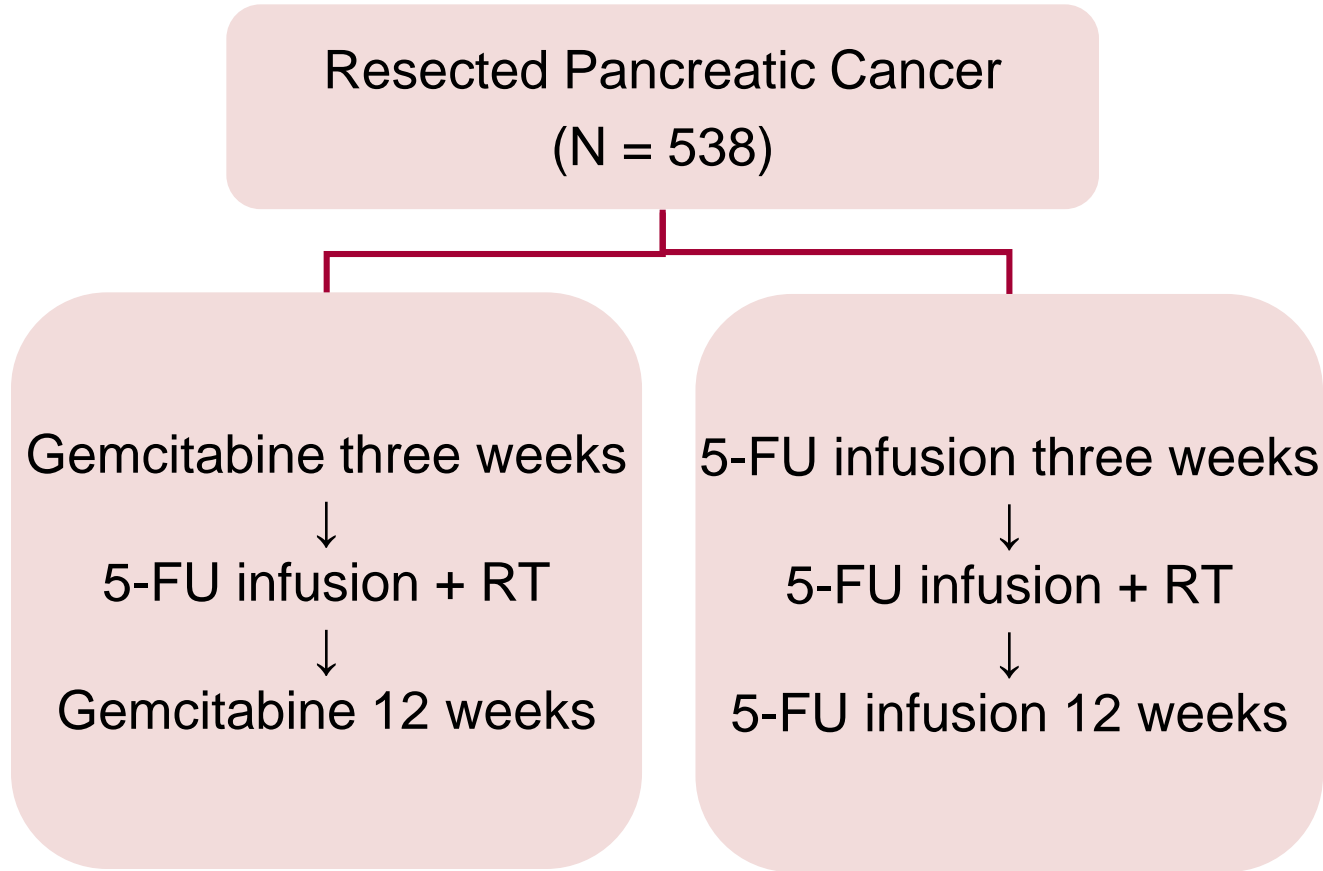 Resected Pancreatic Cancer
(N = 538)
Gemcitabine three weeks
↓
5-FU infusion + RT
↓
Gemcitabine 12 weeks
5-FU infusion three weeks
↓
5-FU infusion + RT
↓
5-FU infusion 12 weeks